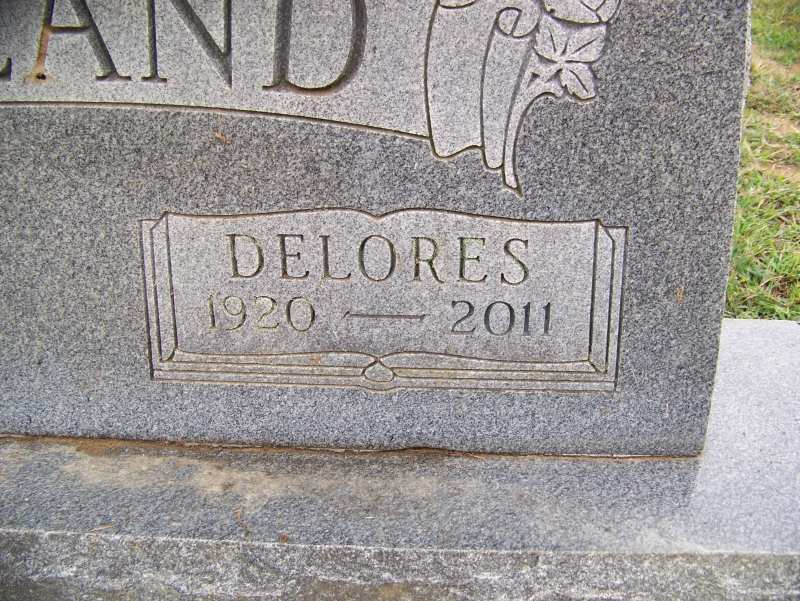 LAND
DELORES
1920 — 2011